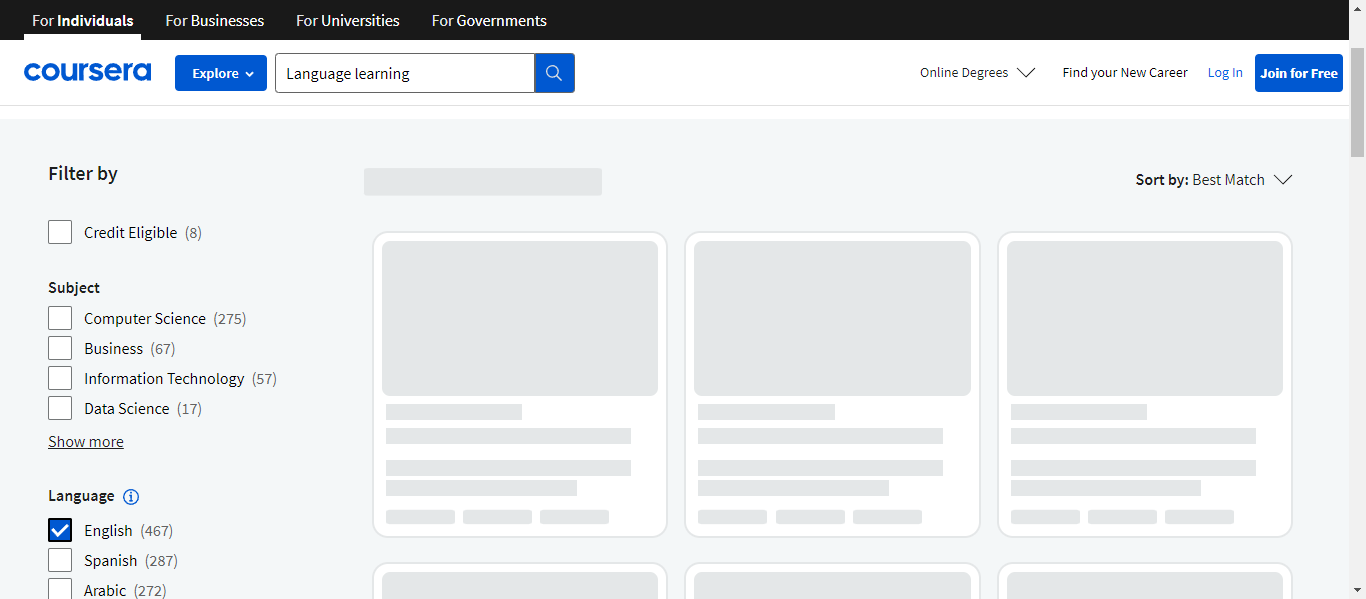 For Individuals For Businesses For Universities For Governments
coursera Explore Language learning Online Degrees Find your New Career Log In Join for Free
Filter by
Sort by: Best Match
Credit Eligible (8)
Subject
Computer Science (275)
Business (67)
Information Technology (57)
Data Science (17)
Show more
Language
English (467)
Spanish (287)
Arabic (272)